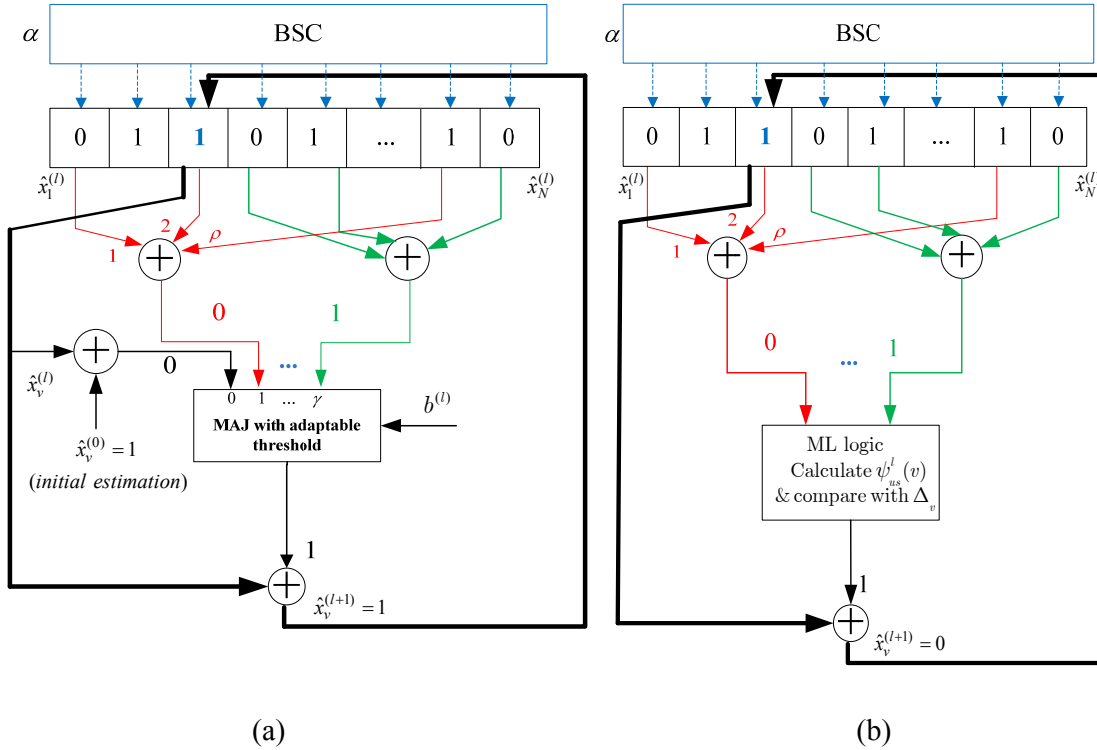 α
BSC
0 1 1 0 1 ... 1 0
x̂₁^(l)
x̂_N^(l)
1
2
ρ
+
+
0
1
...
+
0
x̂_v^(l)
x̂_v^(0) = 1
(initial estimation)
0 1 ... γ
MAJ with adaptable
threshold
b^(l)
1
+
x̂_v^(l+1) = 1
(a)
α
BSC
0 1 1 0 1 ... 1 0
x̂₁^(l)
x̂_N^(l)
1
2
ρ
+
+
0
1
...
ML logic
Calculate ψ_us^l(v)
& compare with Δ_v
1
+
x̂_v^(l+1) = 0
(b)